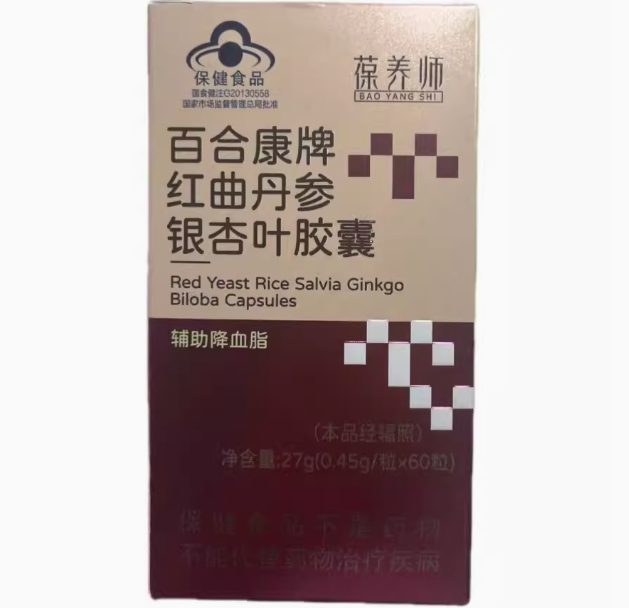 保健食品
国食健注G20130558
国家市场监督管理总局批准
葆养师
BAO YANG SHI
百合康牌
红曲丹参
银杏叶胶囊
Red Yeast Rice Salvia Ginkgo
Biloba Capsules
辅助降血脂
(本品经辐照)
净含量:27g(0.45g/粒×60粒)
保健食品不是药物
不能代替药物治疗疾病